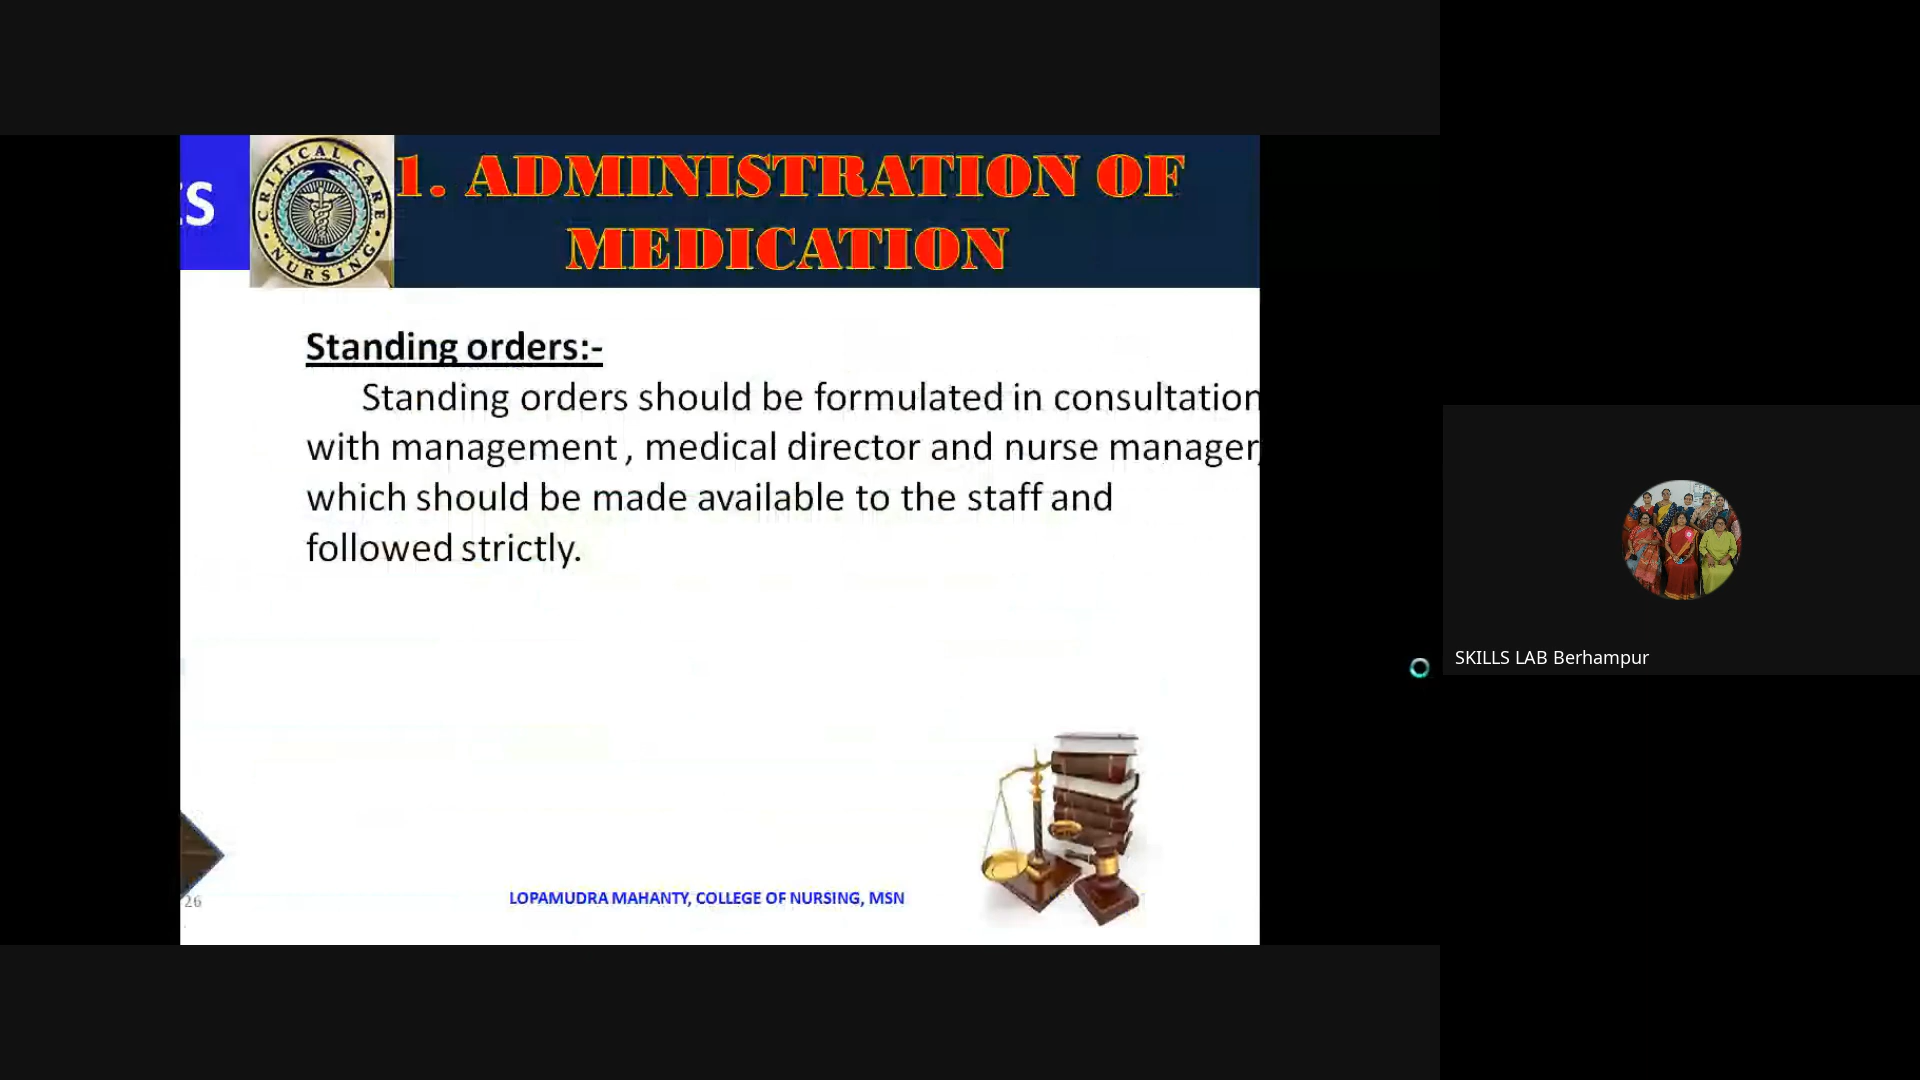 CRITICAL CARE
NURSING
1. ADMINISTRATION OF
MEDICATION
Standing orders:-
Standing orders should be formulated in consultation
with management , medical director and nurse manager,
which should be made available to the staff and
followed strictly.
26
LOPAMUDRA MAHANTY, COLLEGE OF NURSING, MSN
SKILLS LAB Berhampur